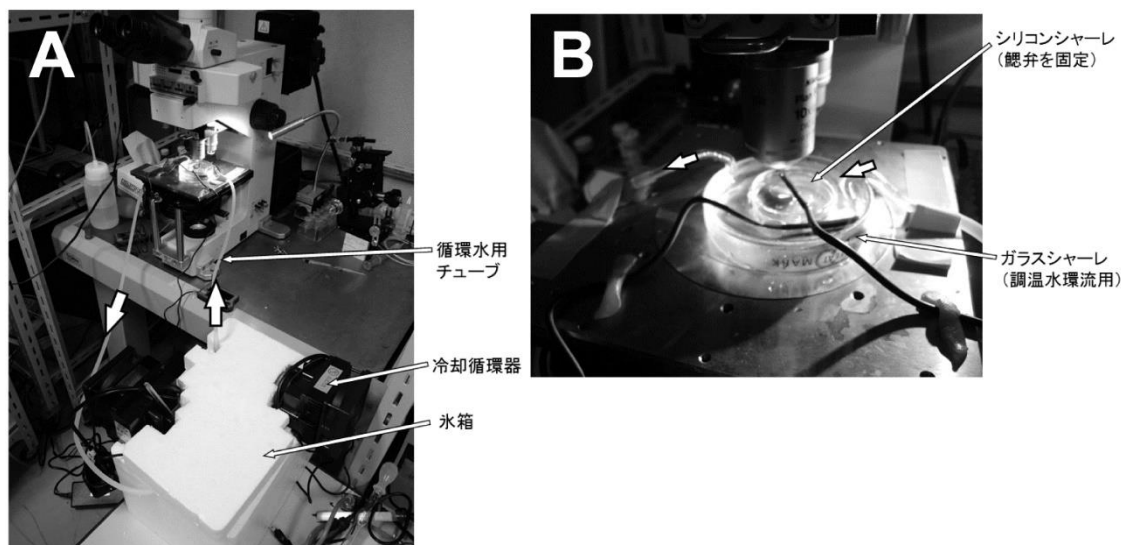 A
循環水用
チューブ
冷却循環器
氷箱
B
シリコンシャーレ
（鰓弁を固定）
ガラスシャーレ
（調温水環流用）
10
MARK